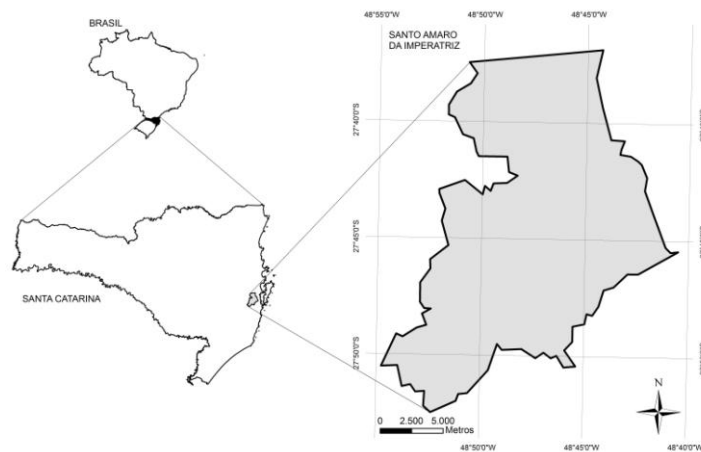 BRASIL
SANTA CATARINA
48°55'0"O 48°50'0"O 48°45'0"O
SANTO AMARO
DA IMPERATRIZ
27°40'0"S
27°45'0"S
27°50'0"S
N
0 2.500 5.000
Metros
48°50'0"O 48°45'0"O 48°40'0"O